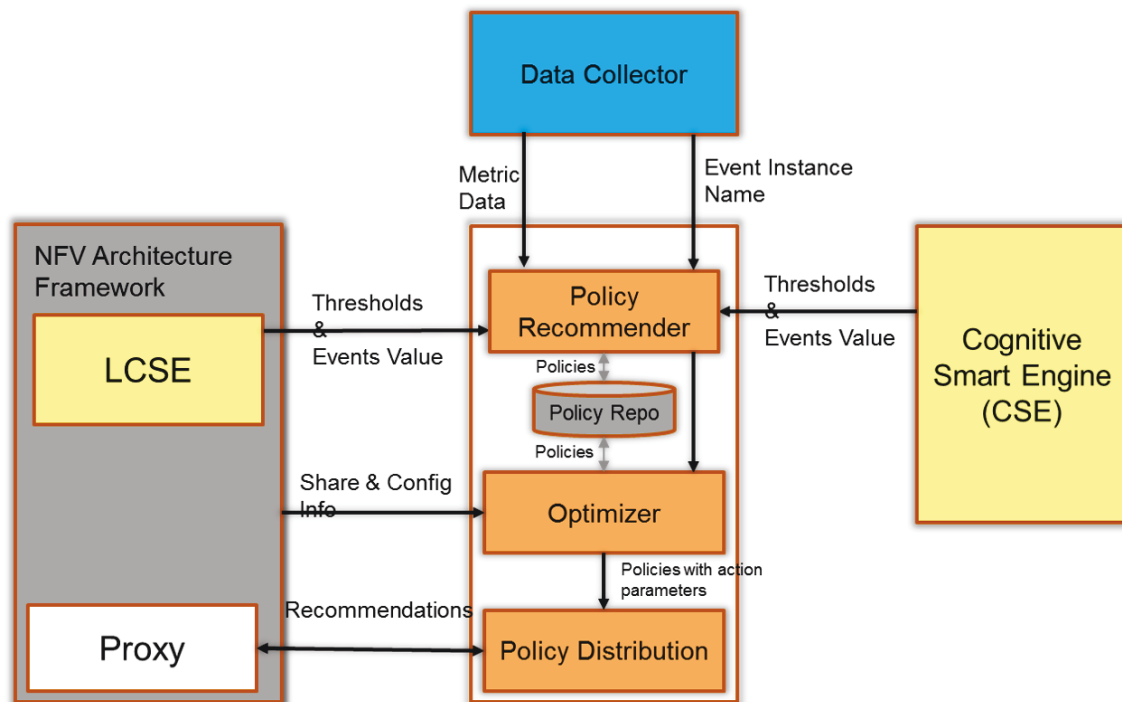 Data Collector
Metric
Data
Event Instance
Name
NFV Architecture
Framework
LCSE
Thresholds
&
Events Value
Policy
Recommender
Thresholds
&
Events Value
Cognitive
Smart Engine
(CSE)
Policies
Policy Repo
Policies
Share & Config
Info
Optimizer
Policies with action
parameters
Recommendations
Proxy
Policy Distribution